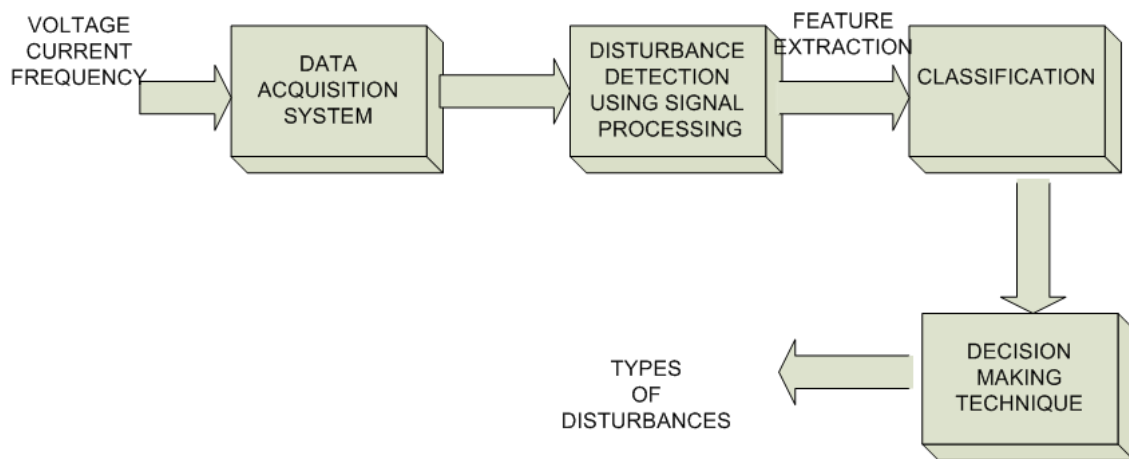 VOLTAGE
CURRENT
FREQUENCY
DATA
ACQUISITION
SYSTEM
DISTURBANCE
DETECTION
USING SIGNAL
PROCESSING
FEATURE
EXTRACTION
CLASSIFICATION
DECISION
MAKING
TECHNIQUE
TYPES
OF
DISTURBANCES